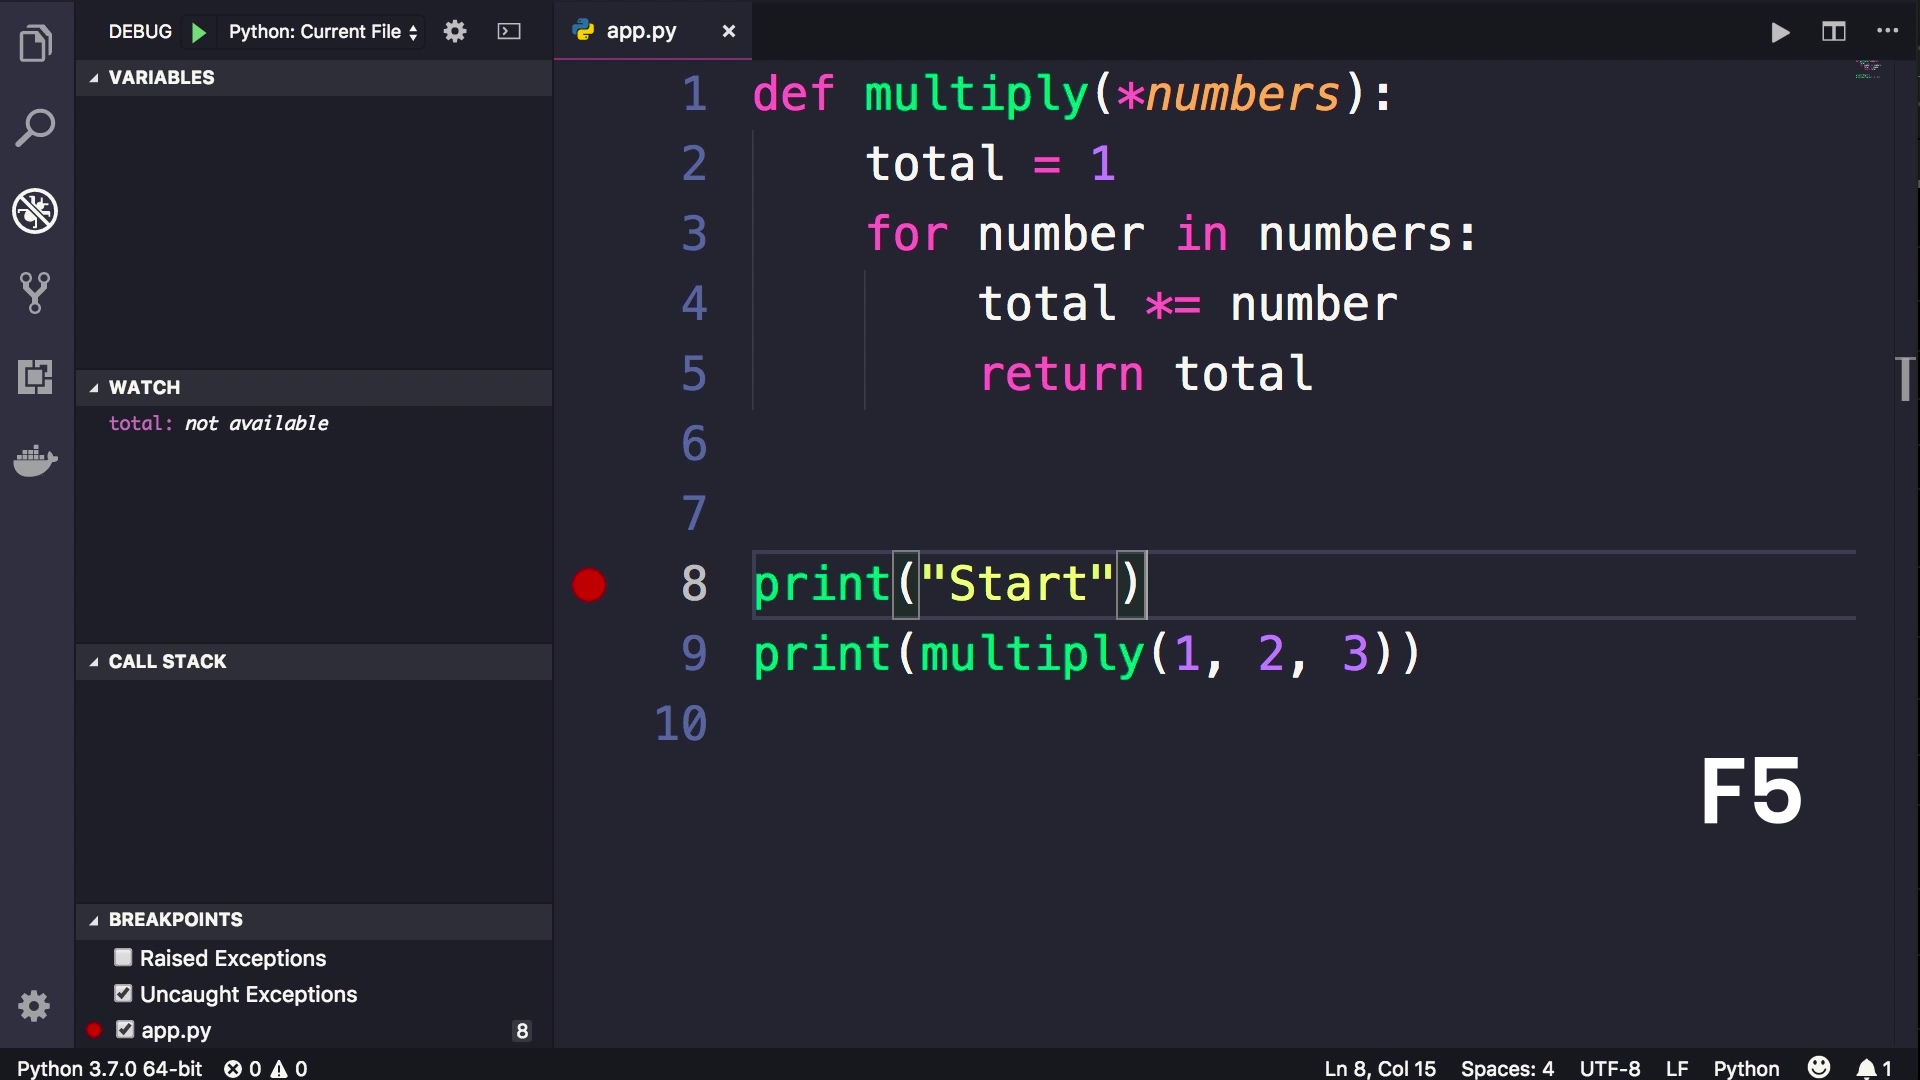 DEBUG Python: Current File
VARIABLES
WATCH
total: not available
CALL STACK
BREAKPOINTS
Raised Exceptions
Uncaught Exceptions
app.py 8
app.py ×
1 def multiply(*numbers):
2 total = 1
3 for number in numbers:
4 total *= number
5 return total
6
7
8 print("Start")
9 print(multiply(1, 2, 3))
10
F5
Python 3.7.0 64-bit 0 0 Ln 8, Col 15 Spaces: 4 UTF-8 LF Python 1